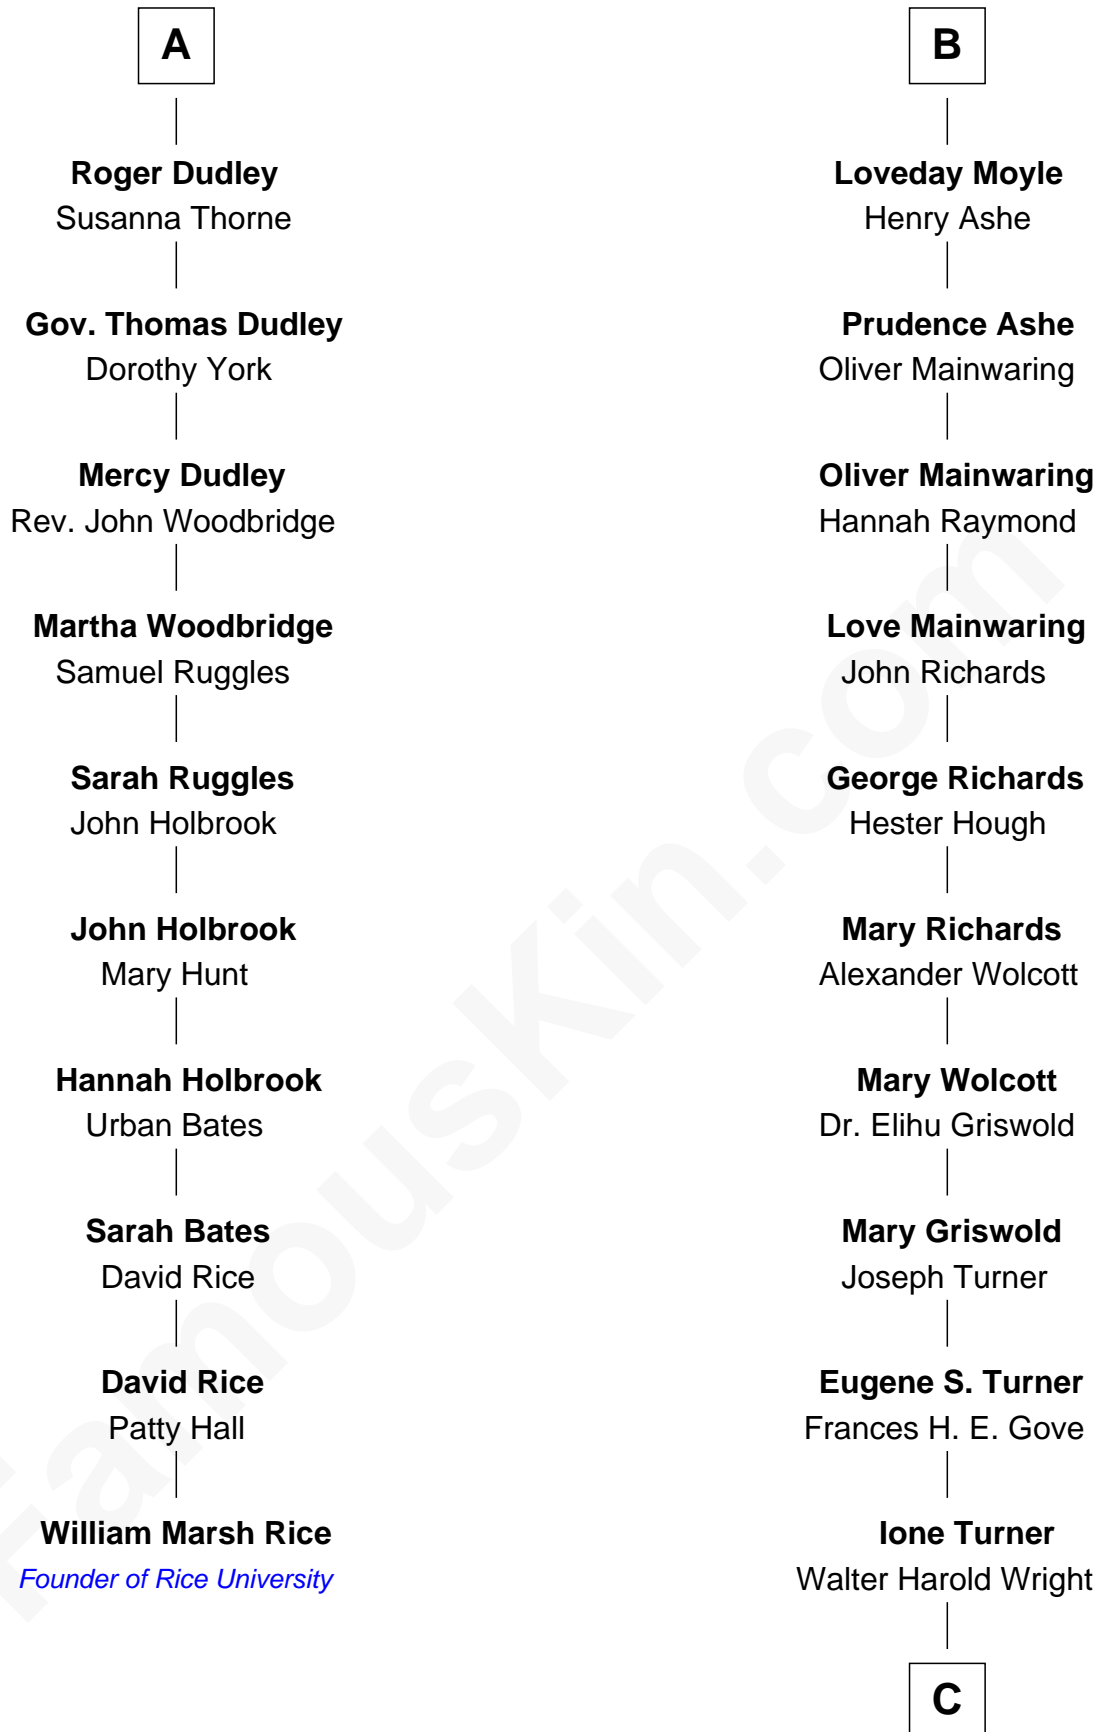 A
Roger Dudley
Susanna Thorne
Gov. Thomas Dudley
Dorothy York
Mercy Dudley
Rev. John Woodbridge
Martha Woodbridge
Samuel Ruggles
Sarah Ruggles
John Holbrook
John Holbrook
Mary Hunt
Hannah Holbrook
Urban Bates
Sarah Bates
David Rice
David Rice
Patty Hall
William Marsh Rice
Founder of Rice University
B
Loveday Moyle
Henry Ashe
Prudence Ashe
Oliver Mainwaring
Oliver Mainwaring
Hannah Raymond
Love Mainwaring
John Richards
George Richards
Hester Hough
Mary Richards
Alexander Wolcott
Mary Wolcott
Dr. Elihu Griswold
Mary Griswold
Joseph Turner
Eugene S. Turner
Frances H. E. Gove
Ione Turner
Walter Harold Wright
C
FamousKin.com